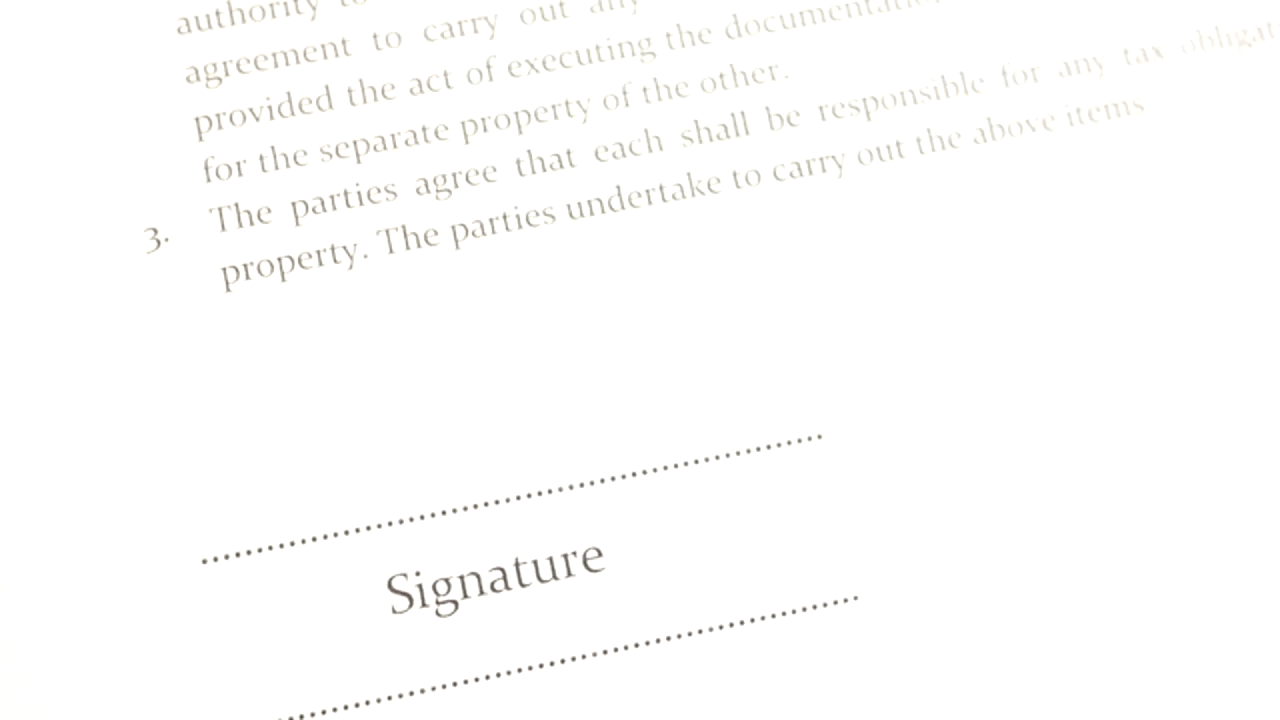 authority
agreement to carry out any
provided the act of executing the
for the separate property of the other.
3. The parties agree that each shall be responsible for any tax
property. The parties undertake to carry out the above items
Signature